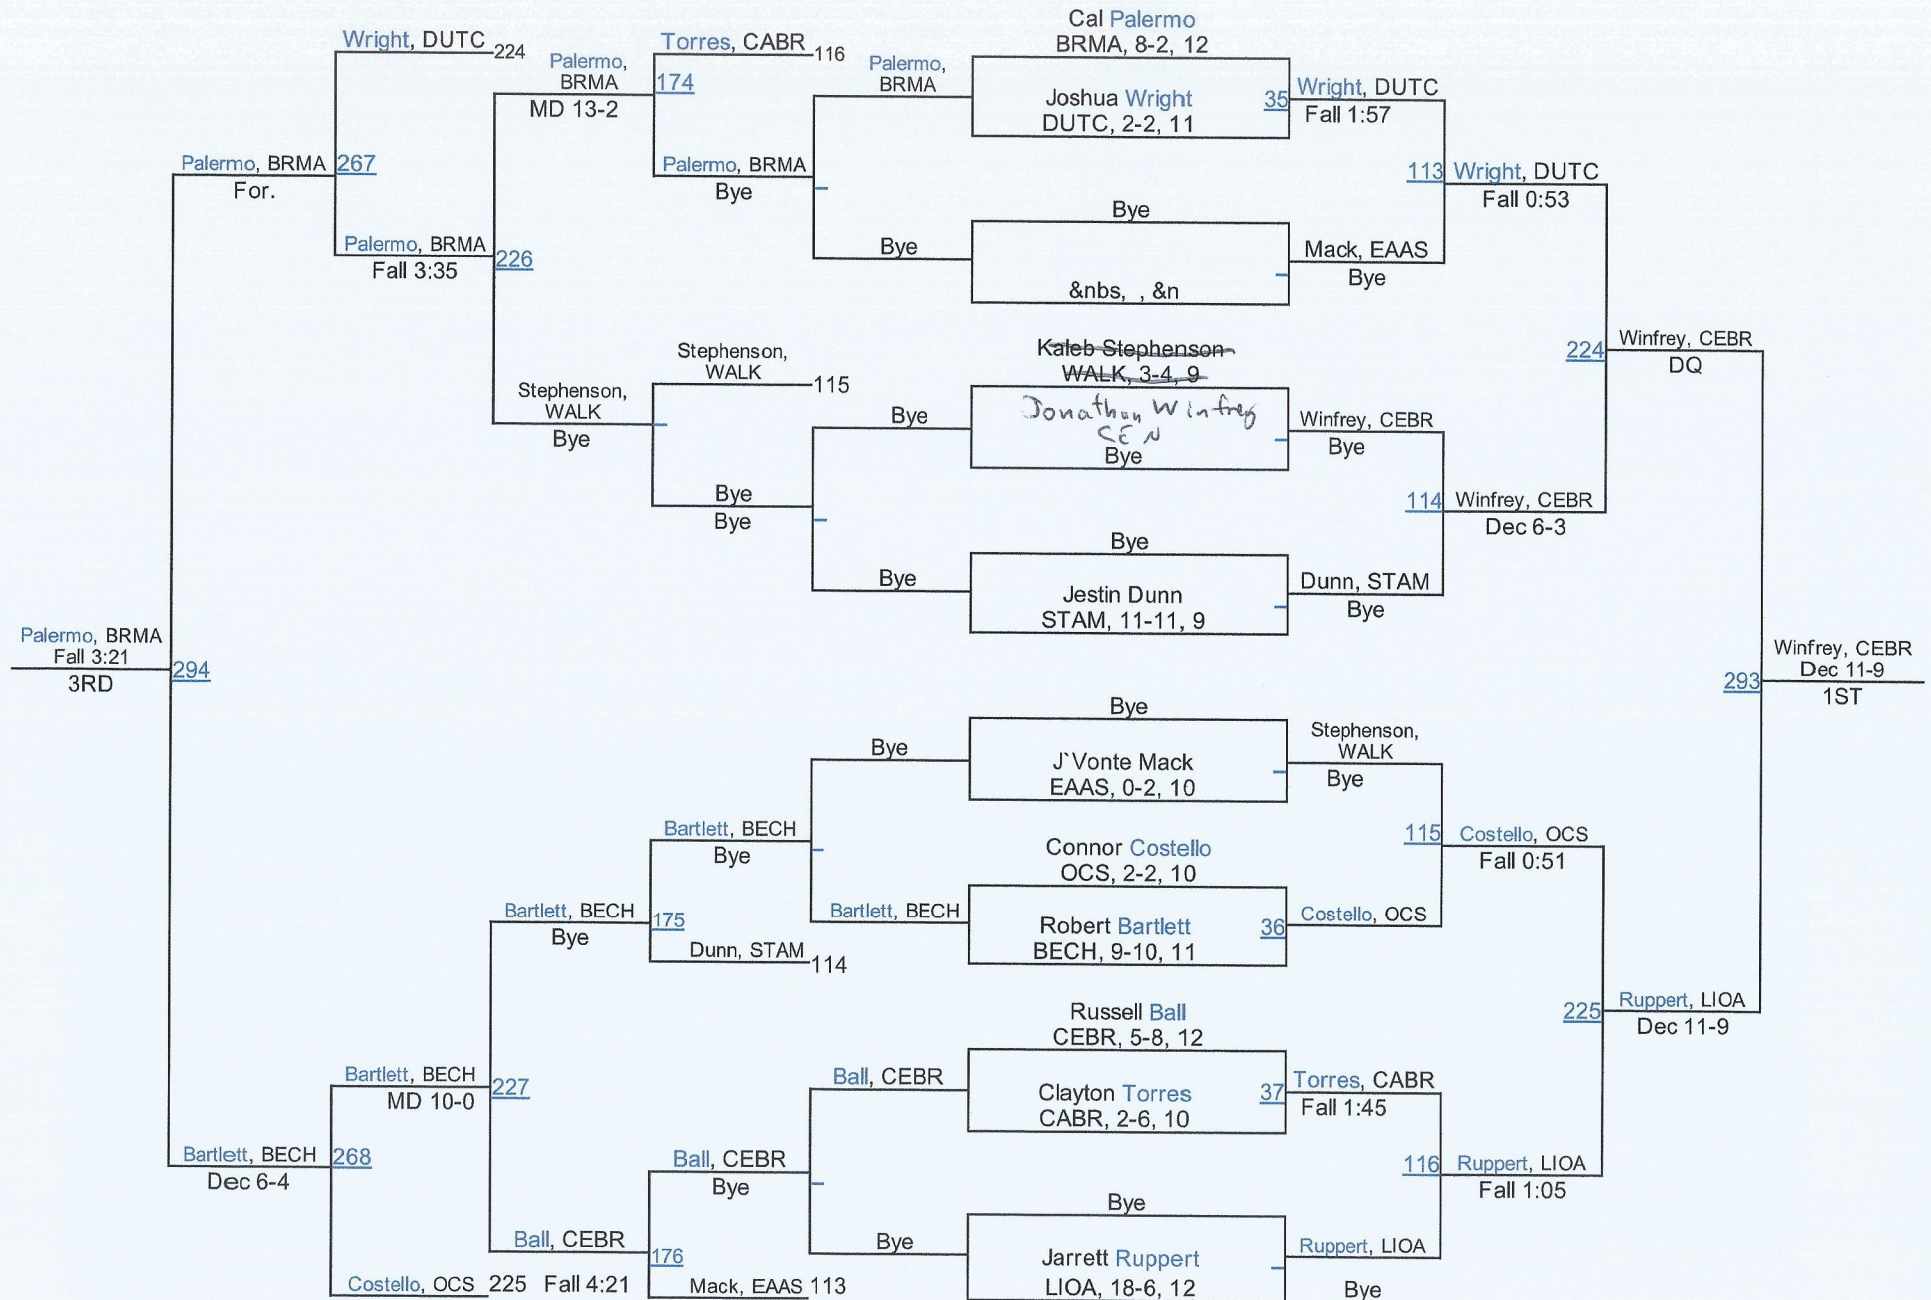 Cal Palermo
BRMA, 8-2, 12
Joshua Wright
DUTC, 2-2, 11
35
Wright, DUTC
Fall 1:57
Bye
&nbs, , &n
Mack, EAAS
Bye
113
Wright, DUTC
Fall 0:53
Kaleb Stephenson
WALK, 3-4, 9
Jonathan Winfrey
CEN
Bye
Winfrey, CEBR
Bye
Bye
Jestin Dunn
STAM, 11-11, 9
Dunn, STAM
Bye
114
Winfrey, CEBR
Dec 6-3
224
Winfrey, CEBR
DQ
Bye
J`Vonte Mack
EAAS, 0-2, 10
Stephenson,
WALK
Bye
Connor Costello
OCS, 2-2, 10
Robert Bartlett
BECH, 9-10, 11
36
Costello, OCS
115
Costello, OCS
Fall 0:51
Russell Ball
CEBR, 5-8, 12
Clayton Torres
CABR, 2-6, 10
37
Torres, CABR
Fall 1:45
Bye
Jarrett Ruppert
LIOA, 18-6, 12
Ruppert, LIOA
Bye
116
Ruppert, LIOA
Fall 1:05
225
Ruppert, LIOA
Dec 11-9
293
Winfrey, CEBR
Dec 11-9
1ST
Palermo,
BRMA
Bye
Torres, CABR
116
Palermo, BRMA
Bye
174
Palermo,
BRMA
MD 13-2
Bye
Bye
Stephenson,
WALK
115
Bye
Bye
Stephenson,
WALK
Bye
226
Wright, DUTC
224
Palermo, BRMA
Fall 3:35
267
Palermo, BRMA
For.
Bye
Bartlett, BECH
Bartlett, BECH
Bye
Dunn, STAM
114
175
Bartlett, BECH
Bye
Ball, CEBR
Bye
Ball, CEBR
Bye
Mack, EAAS
113
176
Ball, CEBR
Fall 4:21
227
Bartlett, BECH
MD 10-0
Costello, OCS
225
268
Bartlett, BECH
Dec 6-4
294
Palermo, BRMA
Fall 3:21
3RD